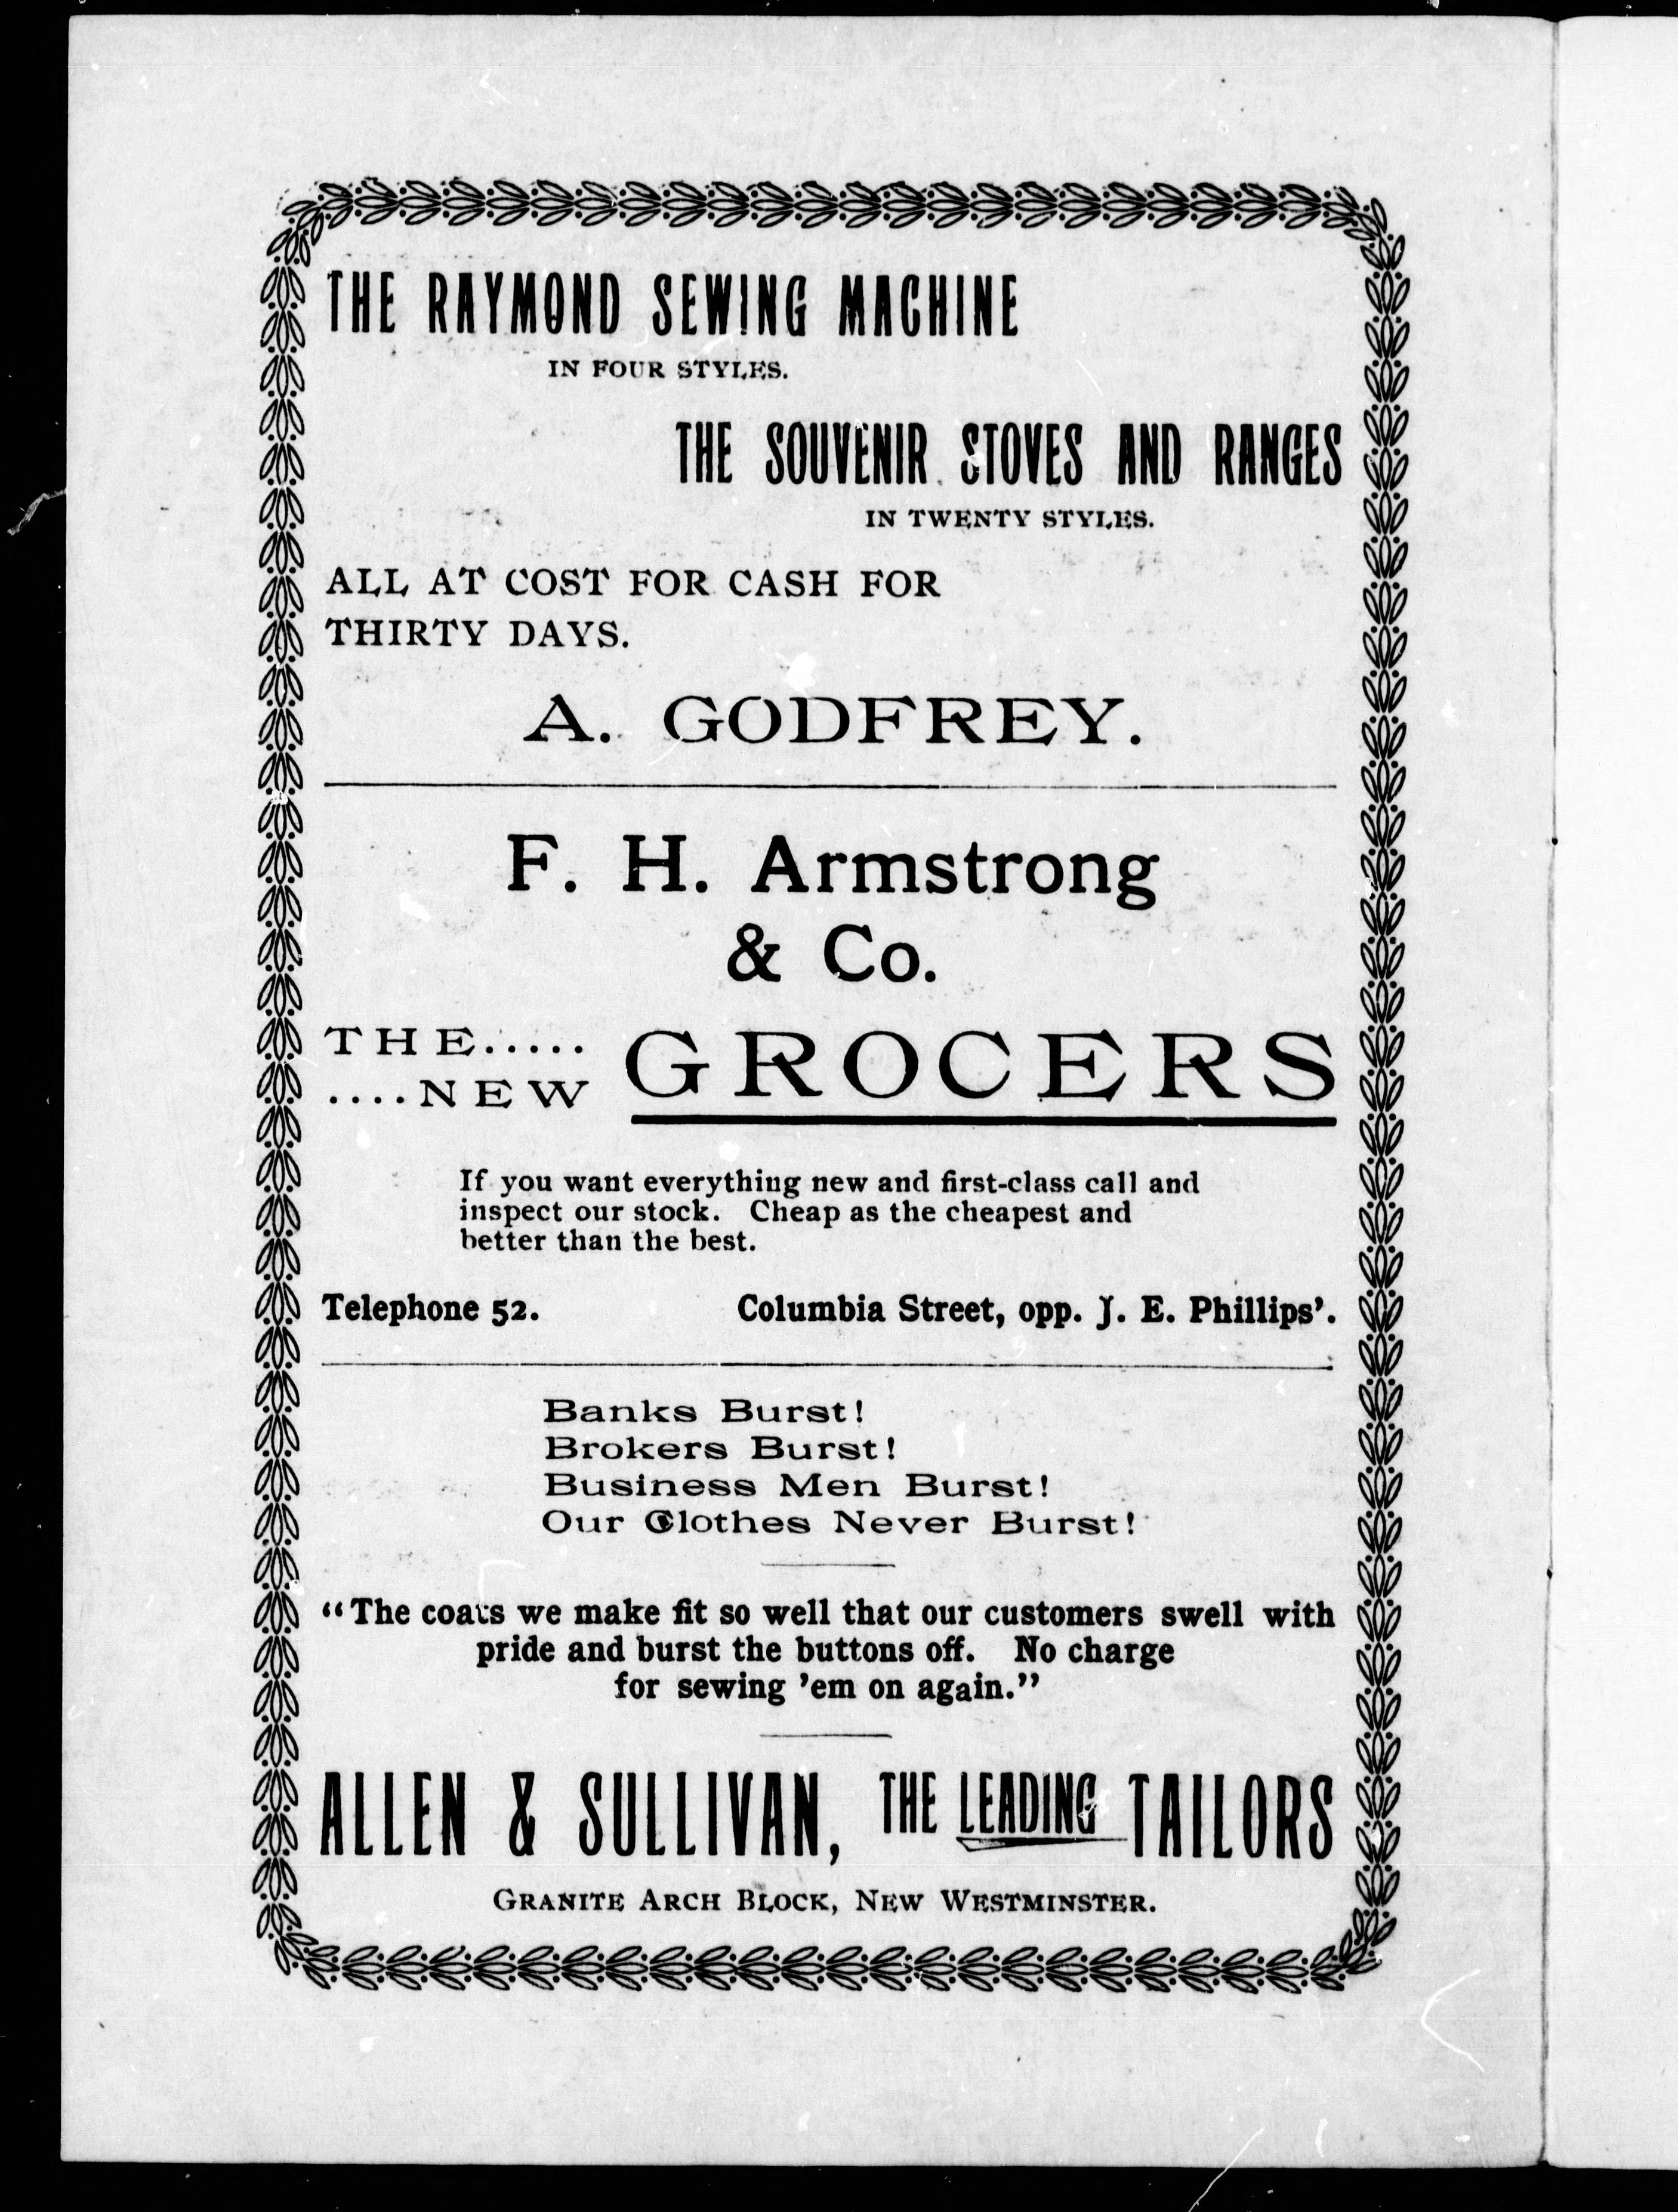 THE RAYMOND SEWING MACHINE
IN FOUR STYLES.
THE SOUVENIR STOVES AND RANGES
IN TWENTY STYLES.
ALL AT COST FOR CASH FOR
THIRTY DAYS.
A. GODFREY.
F. H. Armstrong
& Co.
THE.....
....NEW
GROCERS
If you want everything new and first-class call and
inspect our stock. Cheap as the cheapest and
better than the best.
Telephone 52. Columbia Street, opp. J. E. Phillips’.
Banks Burst!
Brokers Burst!
Business Men Burst!
Our Clothes Never Burst!
“The coats we make fit so well that our customers swell with
pride and burst the buttons off. No charge
for sewing ’em on again.”
ALLEN & SULLIVAN, THE LEADING TAILORS
GRANITE ARCH BLOCK, NEW WESTMINSTER.